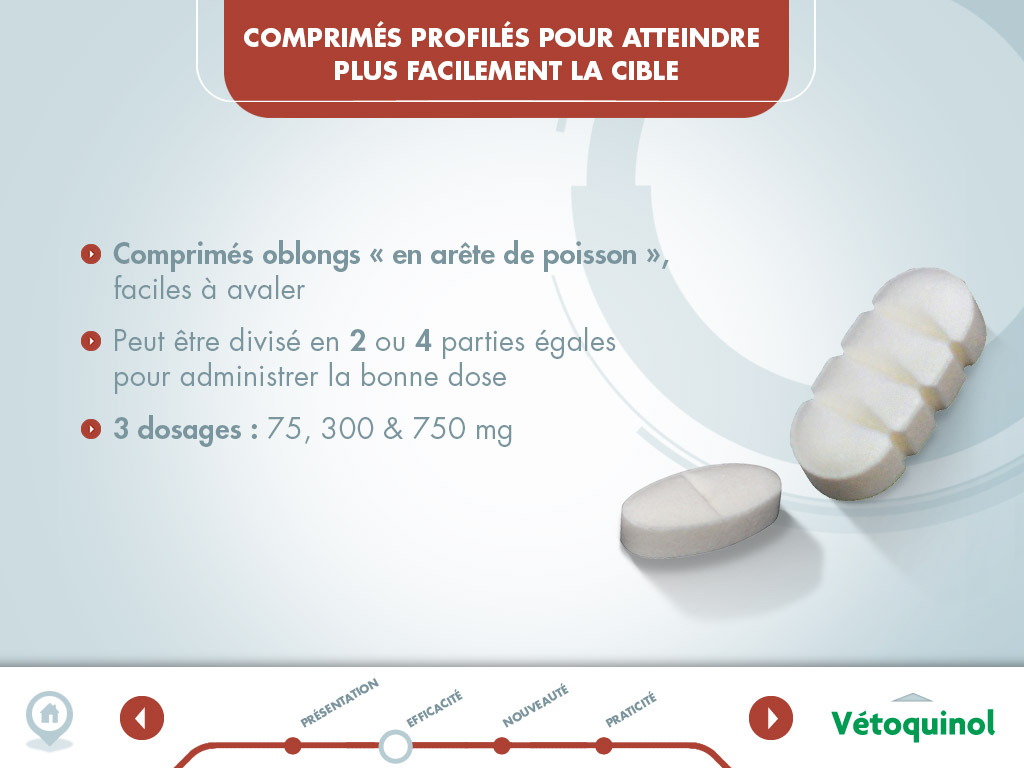 COMPRIMÉS PROFILÉS POUR ATTEINDRE
PLUS FACILEMENT LA CIBLE
Comprimés oblongs « en arête de poisson »,
faciles à avaler
Peut être divisé en 2 ou 4 parties égales
pour administrer la bonne dose
3 dosages : 75, 300 & 750 mg
PRÉSENTATION
EFFICACITÉ
NOUVEAUTÉ
PRATICITÉ
Vétoquinol